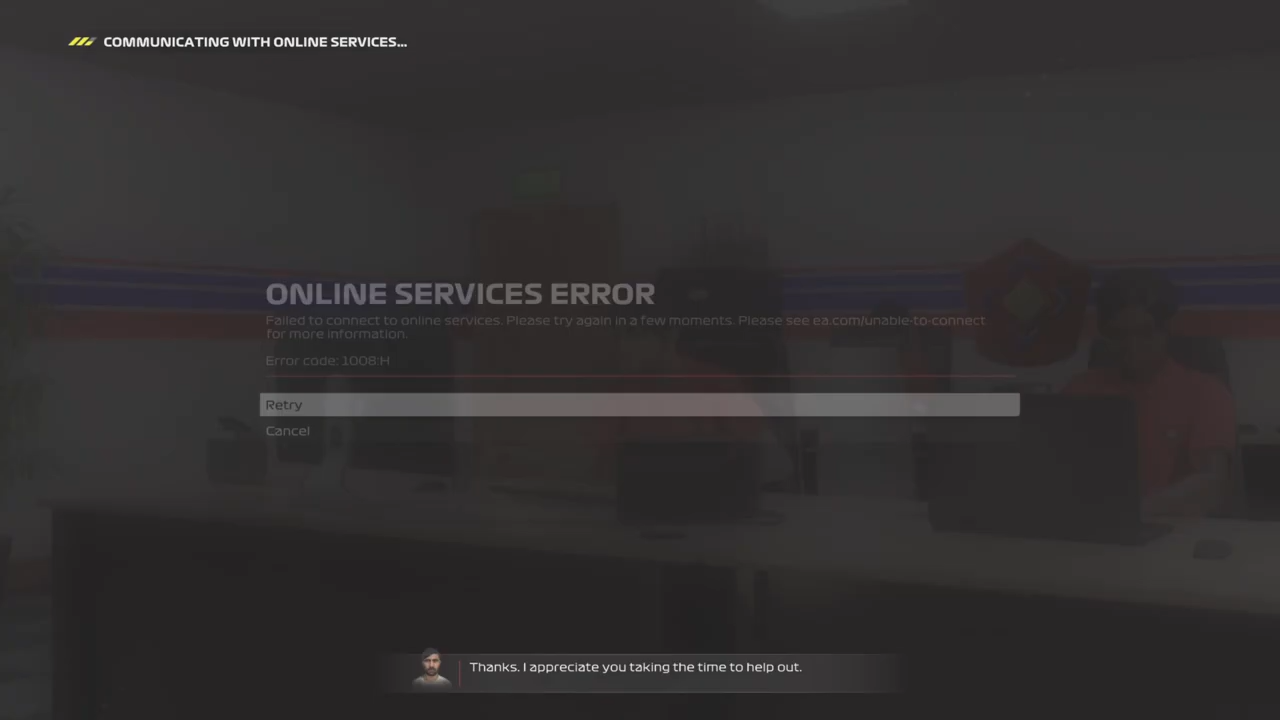 COMMUNICATING WITH ONLINE SERVICES...
ONLINE SERVICES ERROR
Failed to connect to online services. Please try again in a few moments. Please see ea.com/unable-to-connect
for more information.
Error code: 1008:H
Retry
Cancel
Thanks. I appreciate you taking the time to help out.